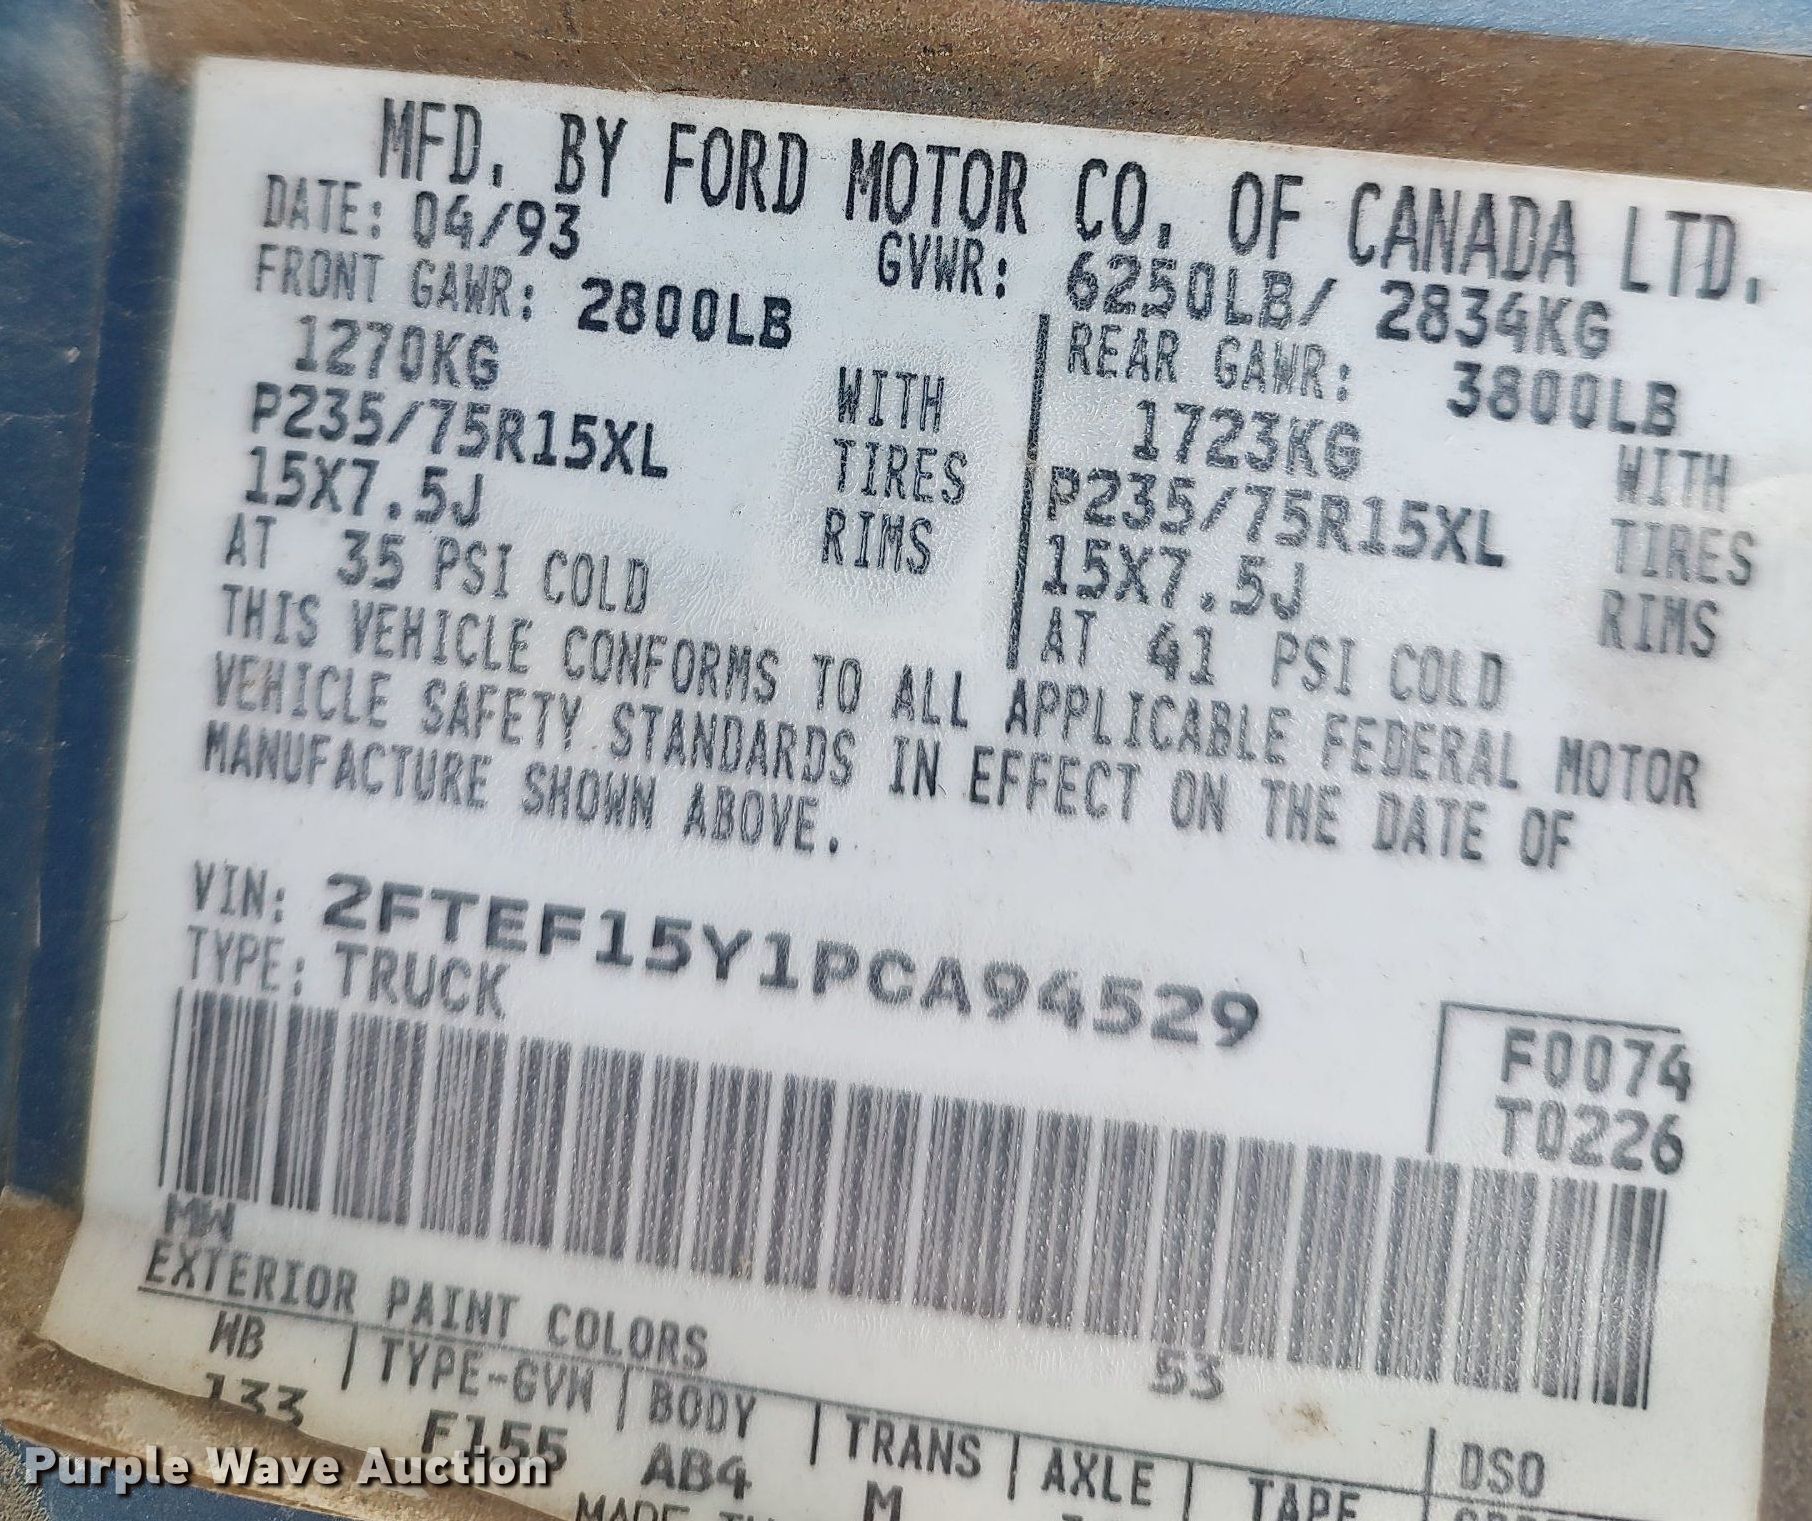 MFD. BY FORD MOTOR CO. OF CANADA LTD.
DATE: 04/93 GVWR: 6250LB/ 2834KG
FRONT GAWR: 2800LB REAR GAWR: 3800LB
1270KG WITH 1723KG WITH
P235/75R15XL TIRES P235/75R15XL TIRES
15X7.5J RIMS 15X7.5J RIMS
AT 35 PSI COLD AT 41 PSI COLD
THIS VEHICLE CONFORMS TO ALL APPLICABLE FEDERAL MOTOR
VEHICLE SAFETY STANDARDS IN EFFECT ON THE DATE OF
MANUFACTURE SHOWN ABOVE.
VIN: 2FTEF15Y1PCA94529
TYPE: TRUCK
F0074
T0226
MW
EXTERIOR PAINT COLORS 53
WB | TYPE-GVW | BODY | TRANS | AXLE | TAPE DSO
133 F155 AB4 M
MADE
Purple Wave Auction